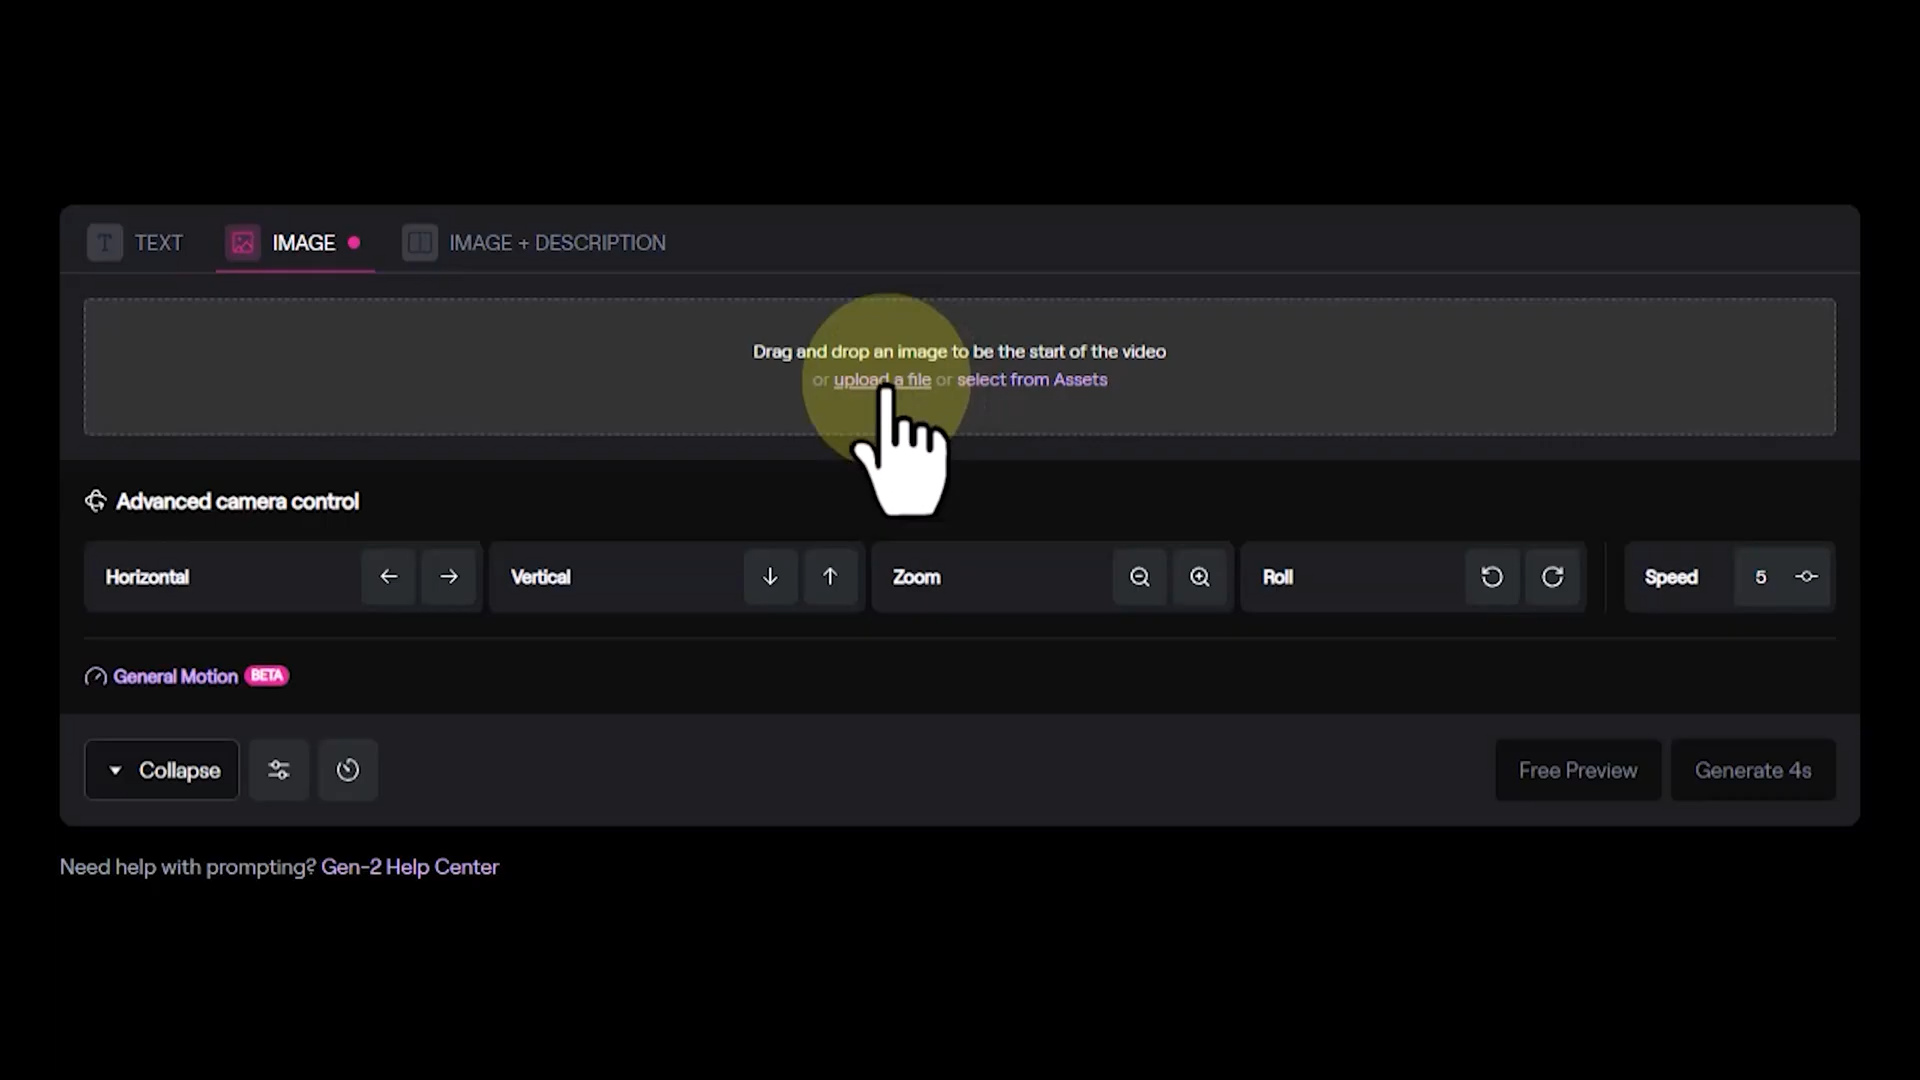 TEXT
IMAGE
IMAGE + DESCRIPTION
Drag and drop an image to be the start of the video
or upload a file or select from Assets
Advanced camera control
Horizontal
Vertical
Zoom
Roll
Speed
5
General Motion BETA
Collapse
Free Preview
Generate 4s
Need help with prompting? Gen-2 Help Center